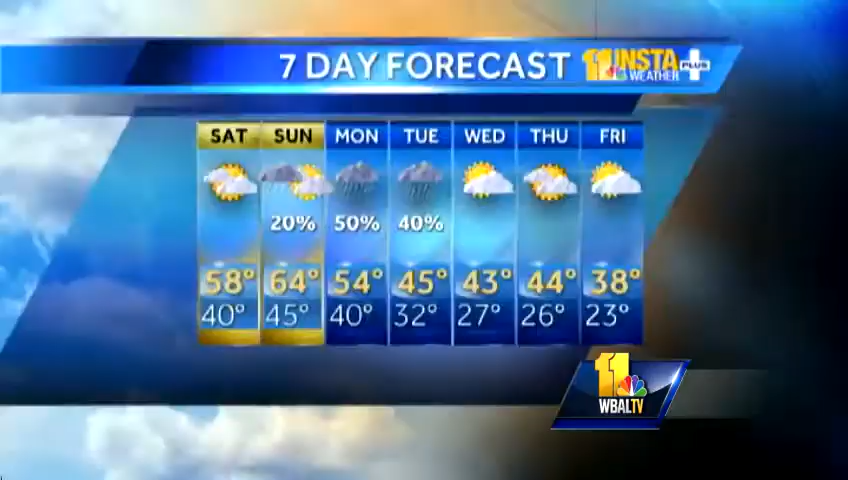 7 DAY FORECAST 11 INSTA WEATHER PLUS
SAT SUN MON TUE WED THU FRI
20% 50% 40%
58° 64° 54° 45° 43° 44° 38°
40° 45° 40° 32° 27° 26° 23°
11
WBALTV